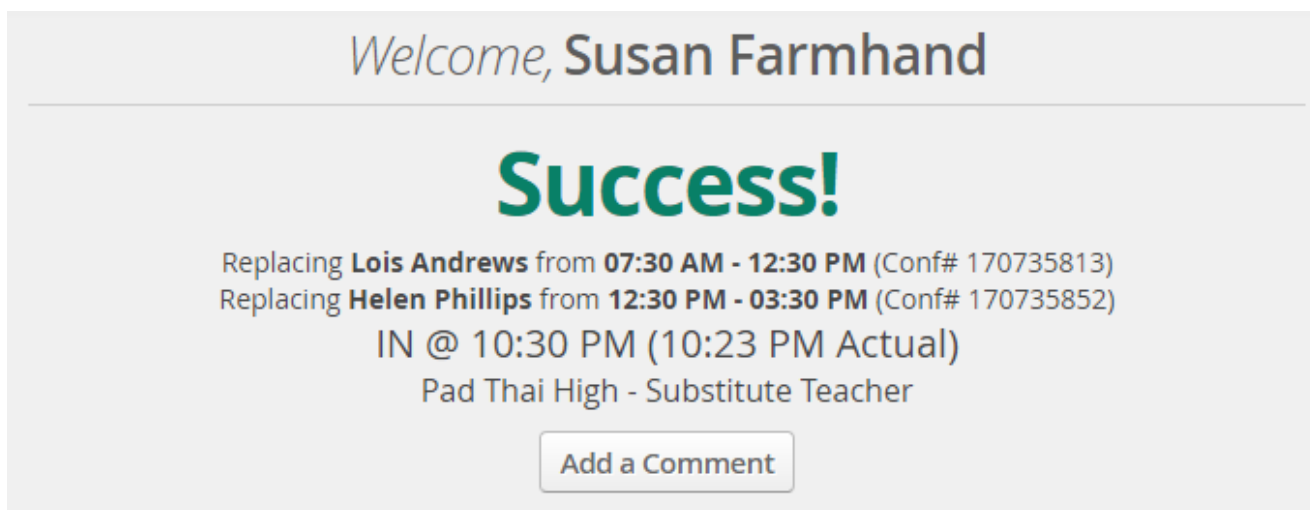 Welcome, Susan Farmhand
Success!
Replacing Lois Andrews from 07:30 AM - 12:30 PM (Conf# 170735813)
Replacing Helen Phillips from 12:30 PM - 03:30 PM (Conf# 170735852)
IN @ 10:30 PM (10:23 PM Actual)
Pad Thai High - Substitute Teacher
Add a Comment